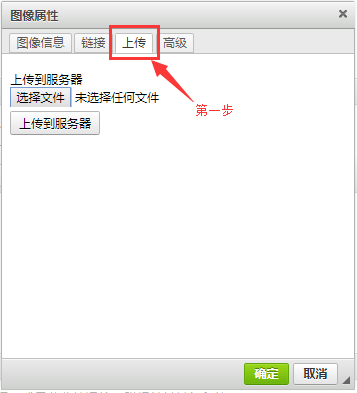 图像属性
图像信息 链接 上传 高级
上传到服务器
选择文件 未选择任何文件
上传到服务器
第一步
确定 取消